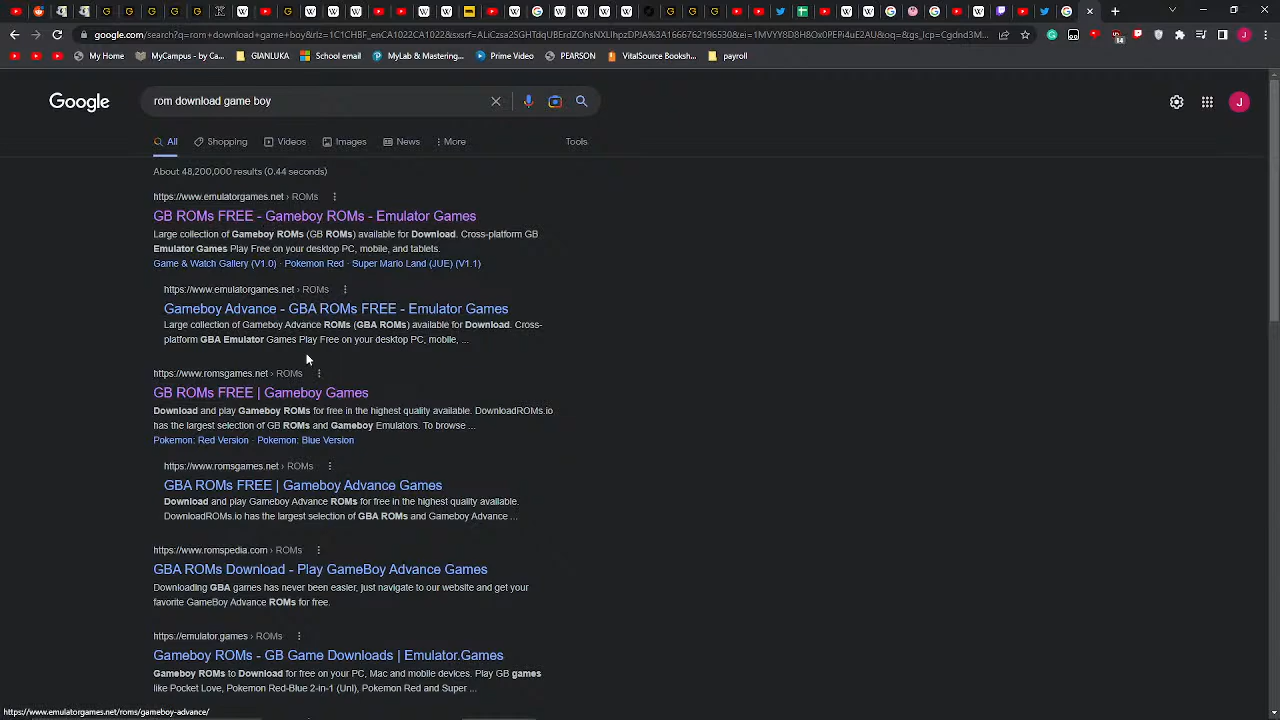 google.com/search?q=rom+download+game+boy&rlz=1C1CHBF_enCA1022CA1022&sxsrf=ALiCzsa2SGHTdqUBErdZOhsNXLIhpzDPIA%3A1666762196530&ei=1MVYY8D8H8Ox0PEPi4uE2AU&oq=&gs_lcp=Cgdnd3M...
14
J
My Home
MyCampus - by Ca...
GIANLUKA
School email
MyLab & Mastering...
Prime Video
PEARSON
VitalSource Booksh...
payroll
Google
rom download game boy
J
All
Shopping
Videos
Images
News
More
Tools
About 48,200,000 results (0.44 seconds)
https://www.emulatorgames.net › ROMs
GB ROMs FREE - Gameboy ROMs - Emulator Games
Large collection of Gameboy ROMs (GB ROMs) available for Download. Cross-platform GB
Emulator Games Play Free on your desktop PC, mobile, and tablets.
Game & Watch Gallery (V1.0) · Pokemon Red · Super Mario Land (JUE) (V1.1)
https://www.emulatorgames.net › ROMs
Gameboy Advance - GBA ROMs FREE - Emulator Games
Large collection of Gameboy Advance ROMs (GBA ROMs) available for Download. Cross-
platform GBA Emulator Games Play Free on your desktop PC, mobile, ...
https://www.romsgames.net › ROMs
GB ROMs FREE | Gameboy Games
Download and play Gameboy ROMs for free in the highest quality available. DownloadROMs.io
has the largest selection of GB ROMs and Gameboy Emulators. To browse ...
Pokemon: Red Version · Pokemon: Blue Version
https://www.romsgames.net › ROMs
GBA ROMs FREE | Gameboy Advance Games
Download and play Gameboy Advance ROMs for free in the highest quality available.
DownloadROMs.io has the largest selection of GBA ROMs and Gameboy Advance ...
https://www.romspedia.com › ROMs
GBA ROMs Download - Play GameBoy Advance Games
Downloading GBA games has never been easier, just navigate to our website and get your
favorite GameBoy Advance ROMs for free.
https://emulator.games › ROMs
Gameboy ROMs - GB Game Downloads | Emulator.Games
Gameboy ROMs to Download for free on your PC, Mac and mobile devices. Play GB games
like Pocket Love, Pokemon Red-Blue 2-in-1 (Unl), Pokemon Red and Super ...
https://www.emulatorgames.net/roms/gameboy-advance/